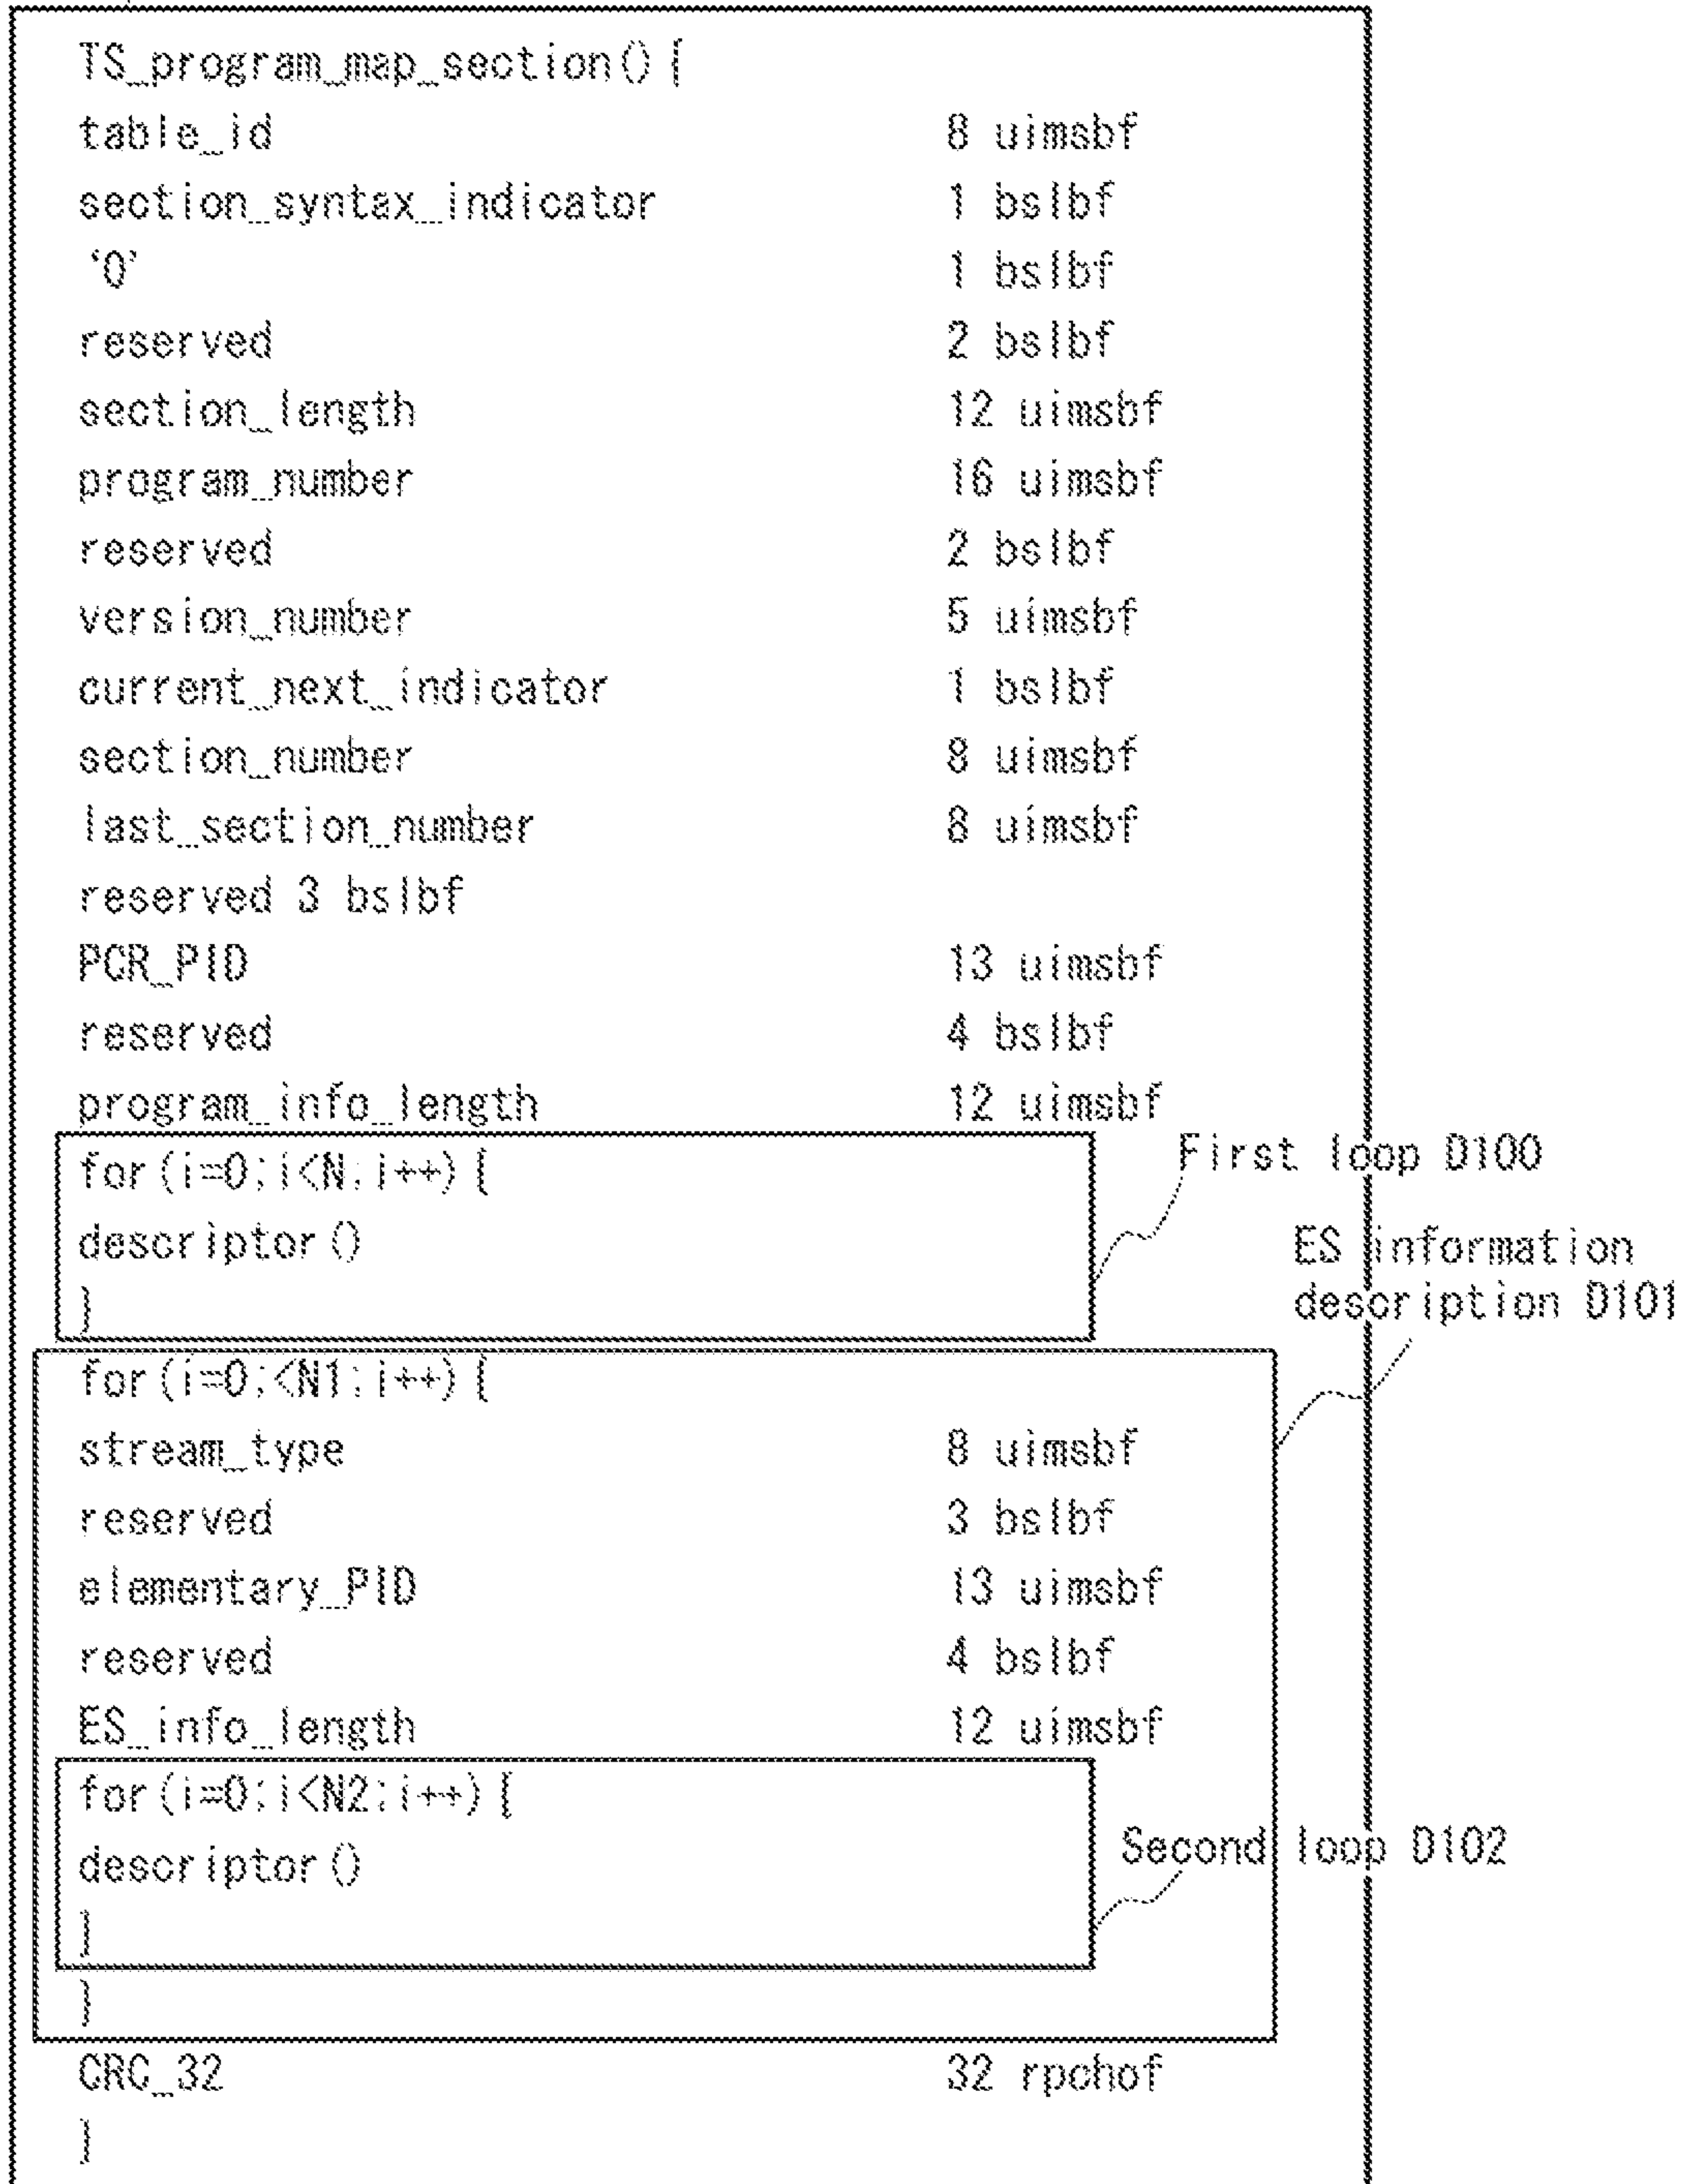 TS_program_map_section(){
table_id 8 uimsbf
section_syntax_indicator 1 bslbf
‘0’ 1 bslbf
reserved 2 bslbf
section_length 12 uimsbf
program_number 16 uimsbf
reserved 2 bslbf
version_number 5 uimsbf
current_next_indicator 1 bslbf
section_number 8 uimsbf
last_section_number 8 uimsbf
reserved 3 bslbf
PCR_PID 13 uimsbf
reserved 4 bslbf
program_info_length 12 uimsbf
for(i=0;i<N;i++){
First loop D100
descriptor()
}
ES information
description D101
for(i=0;<N1;i++){
stream_type 8 uimsbf
reserved 3 bslbf
elementary_PID 13 uimsbf
reserved 4 bslbf
ES_info_length 12 uimsbf
for(i=0;i<N2;i++){
descriptor()
Second loop D102
}
}
CRC_32 32 rpchof
}